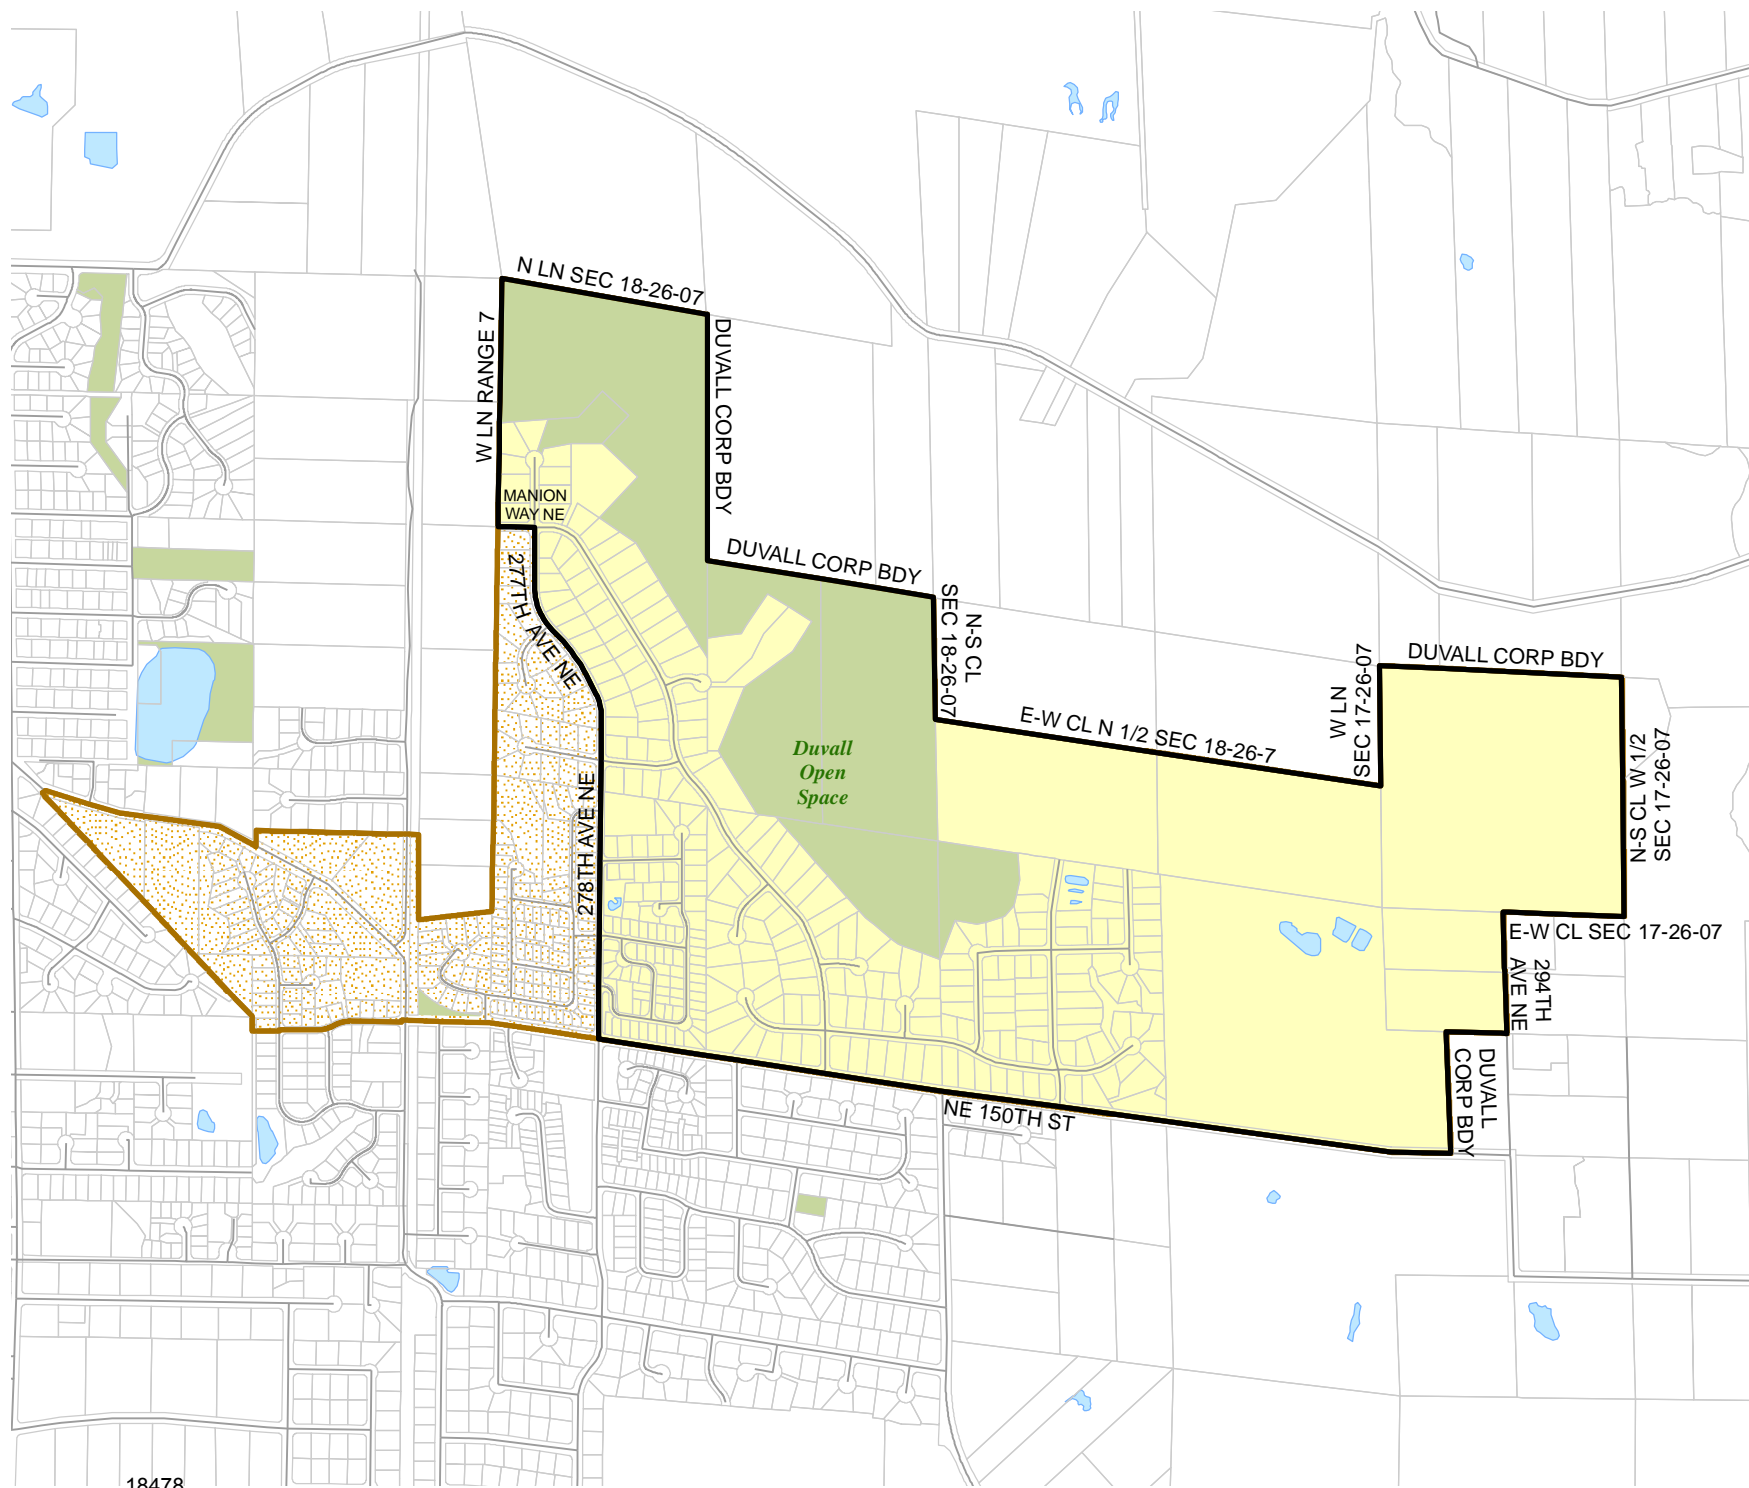 N LN SEC 18-26-07
W LN RANGE 7
DUVALL CORP BDY
MANION
WAY NE
277TH AVE NE
DUVALL CORP BDY
N-S CL
SEC 18-26-07
DUVALL CORP BDY
W LN
SEC 17-26-07
E-W CL N 1/2 SEC 18-26-7
Duvall
Open
Space
N-S CL W 1/2
SEC 17-26-07
278TH AVE NE
E-W CL SEC 17-26-07
294TH
AVE NE
DUVALL
CORP BDY
NE 150TH ST
18478